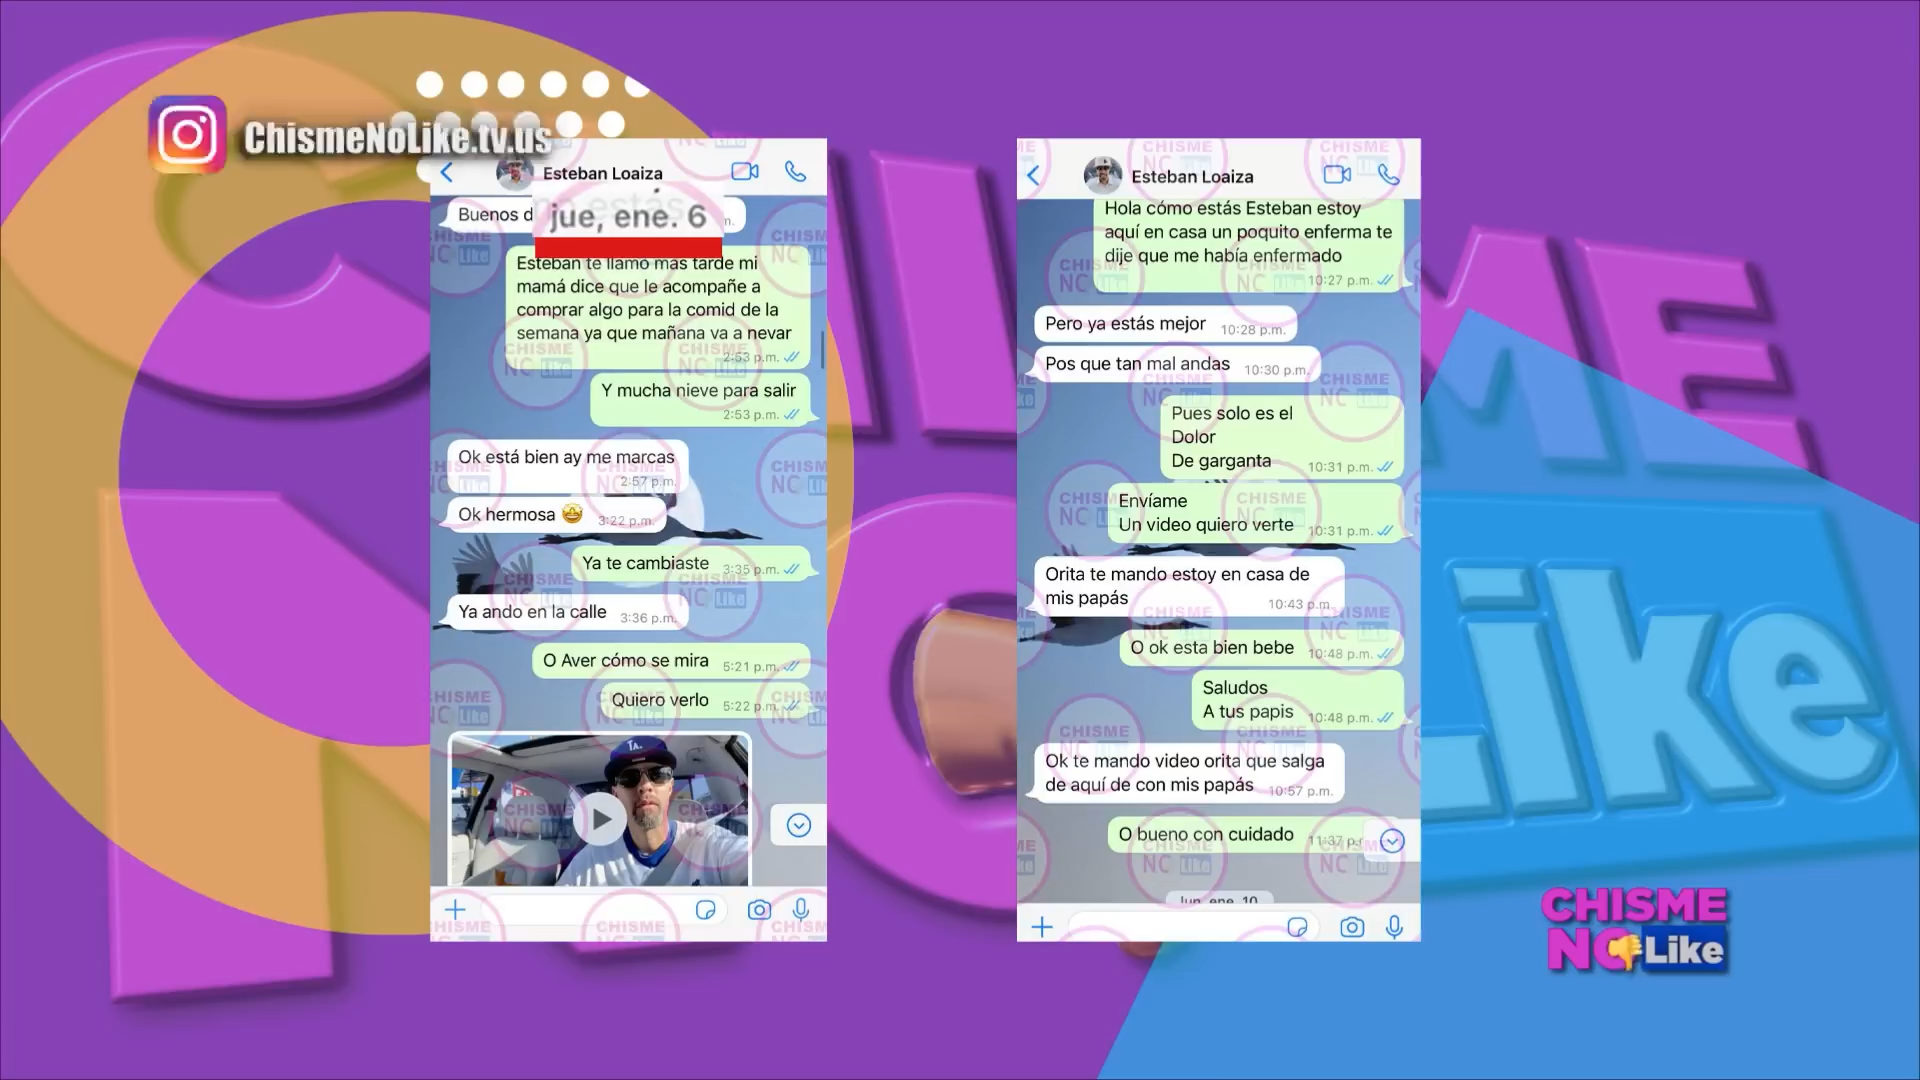 ChismeNoLike.tv.us
Esteban Loaiza
Buenos d
jue, ene. 6
Esteban te llamo mas tarde mi
mamá dice que le acompañe a
comprar algo para la comid de la
semana ya que mañana va a nevar
2:53 p.m.
Y mucha nieve para salir
2:53 p.m.
Ok está bien ay me marcas
2:57 p.m.
Ok hermosa 🤩 3:22 p.m.
Ya te cambiaste 3:35 p.m.
Ya ando en la calle 3:36 p.m.
O Aver cómo se mira 5:21 p.m.
Quiero verlo 5:22 p.m.
LA
Esteban Loaiza
Hola cómo estás Esteban estoy
aquí en casa un poquito enferma te
dije que me había enfermado
10:27 p.m.
Pero ya estás mejor 10:28 p.m.
Pos que tan mal andas 10:30 p.m.
Pues solo es el
Dolor
De garganta 10:31 p.m.
Envíame
Un video quiero verte 10:31 p.m.
Orita te mando estoy en casa de
mis papás 10:43 p.m.
O ok esta bien bebe 10:48 p.m.
Saludos
A tus papis 10:48 p.m.
Ok te mando video orita que salga
de aquí de con mis papás 10:57 p.m.
O bueno con cuidado 11:37 p.
lun, ene. 10
CHISME
NO Like